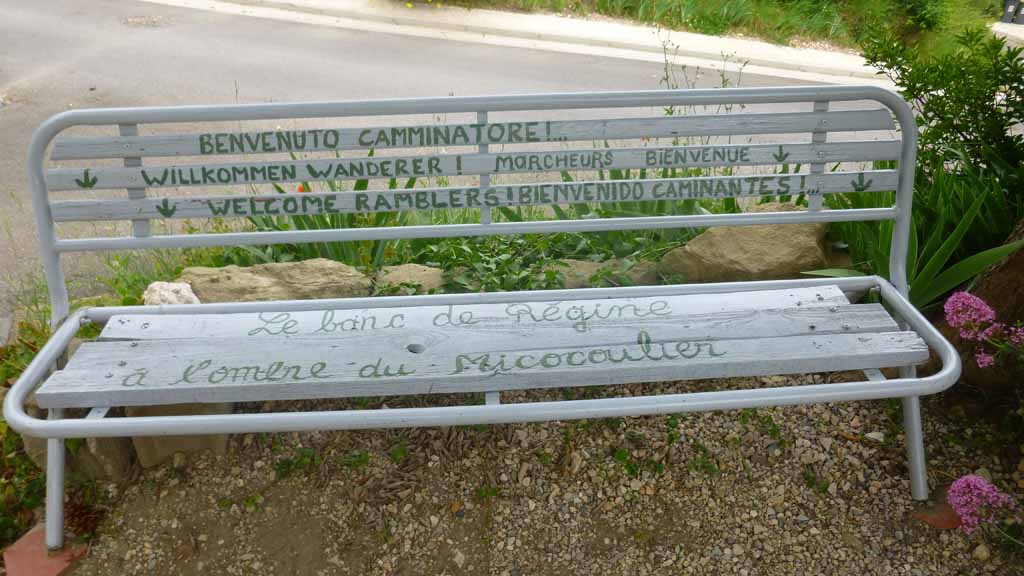 BENVENUTO CAMMINATORE!...
WILLKOMMEN WANDERER! MARCHEURS BIENVENUE
WELCOME RAMBLERS! BIENVENIDO CAMINANTES!...
Le banc de Régine
à l'ombre du Micocoulier